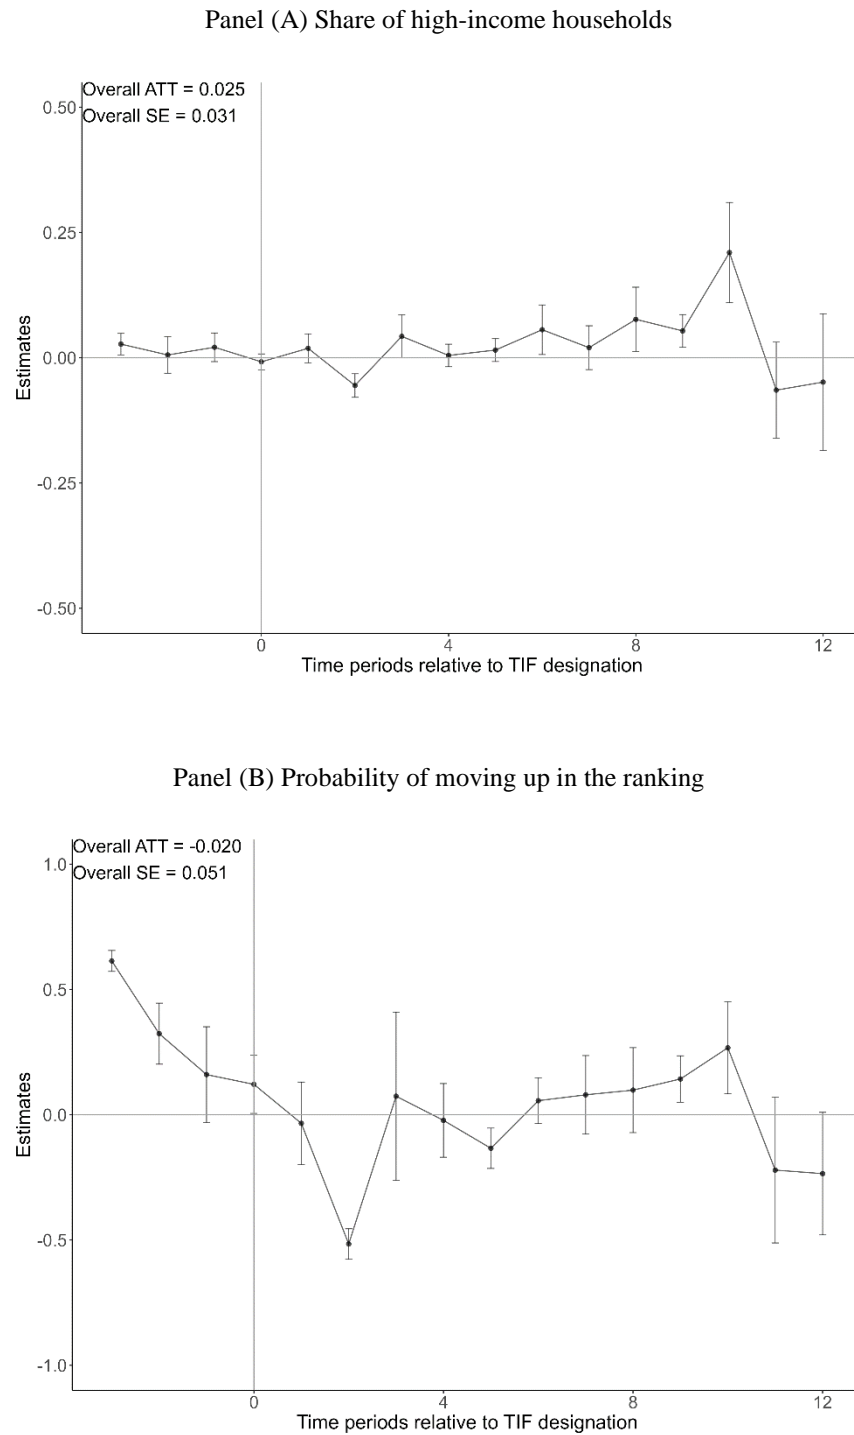 Panel (A) Share of high-income households
Overall ATT = 0.025
Overall SE = 0.031
0.50
0.25
0.00
-0.25
-0.50
Estimates
0 4 8 12
Time periods relative to TIF designation
Panel (B) Probability of moving up in the ranking
Overall ATT = -0.020
Overall SE = 0.051
1.0
0.5
0.0
-0.5
-1.0
Estimates
0 4 8 12
Time periods relative to TIF designation